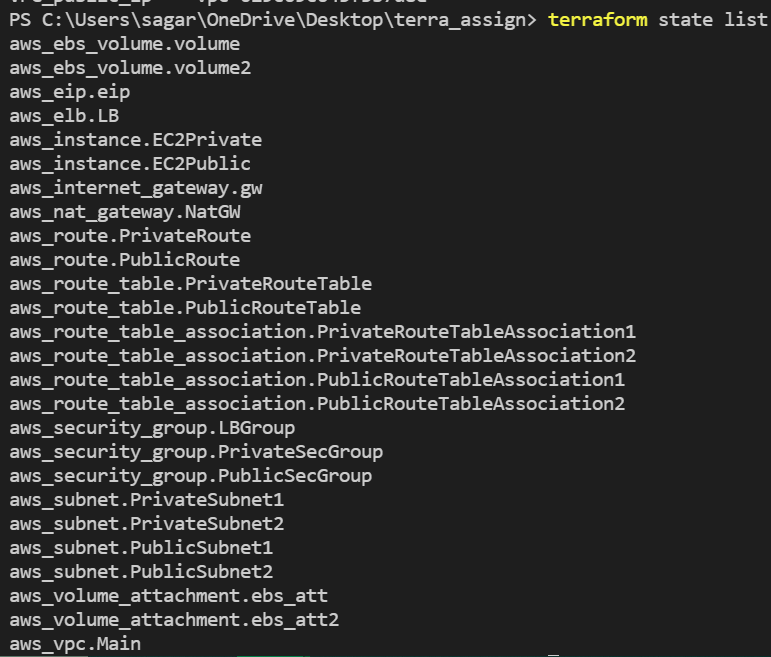 PS C:\Users\sagar\OneDrive\Desktop\terra_assign> terraform state list
aws_ebs_volume.volume
aws_ebs_volume.volume2
aws_eip.eip
aws_elb.LB
aws_instance.EC2Private
aws_instance.EC2Public
aws_internet_gateway.gw
aws_nat_gateway.NatGW
aws_route.PrivateRoute
aws_route.PublicRoute
aws_route_table.PrivateRouteTable
aws_route_table.PublicRouteTable
aws_route_table_association.PrivateRouteTableAssociation1
aws_route_table_association.PrivateRouteTableAssociation2
aws_route_table_association.PublicRouteTableAssociation1
aws_route_table_association.PublicRouteTableAssociation2
aws_security_group.LBGroup
aws_security_group.PrivateSecGroup
aws_security_group.PublicSecGroup
aws_subnet.PrivateSubnet1
aws_subnet.PrivateSubnet2
aws_subnet.PublicSubnet1
aws_subnet.PublicSubnet2
aws_volume_attachment.ebs_att
aws_volume_attachment.ebs_att2
aws_vpc.Main